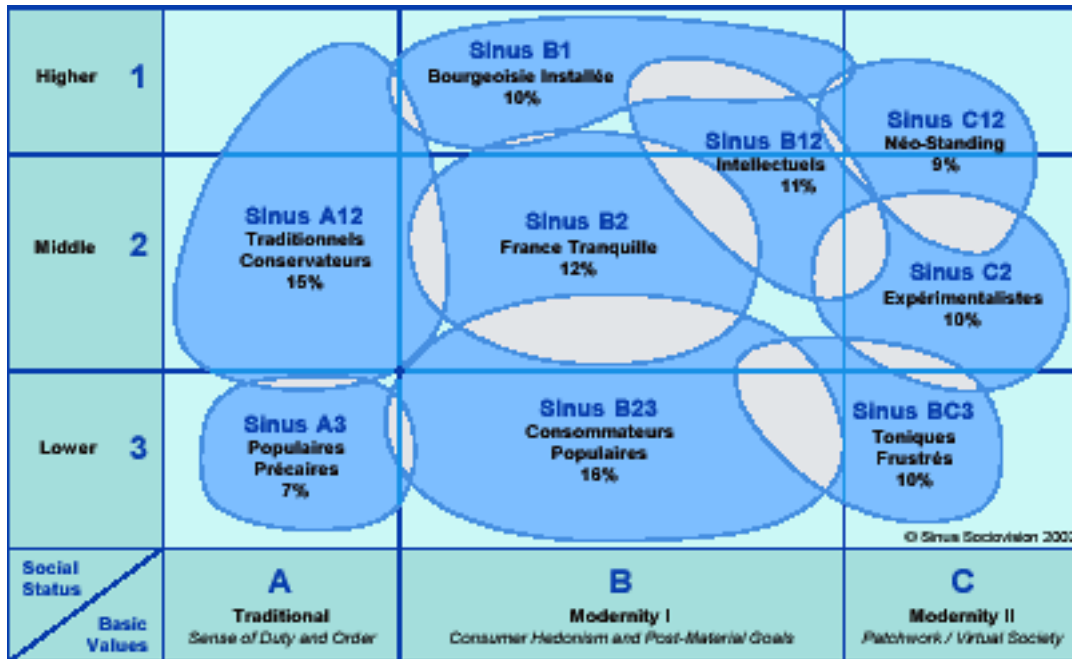 Higher 1
Sinus B1
Bourgeoisie Installée
10%
Sinus C12
Néo-Standing
9%
Sinus B12
Intellectuels
11%
Middle 2
Sinus A12
Traditionnels
Conservateurs
15%
Sinus B2
France Tranquille
12%
Sinus C2
Expérimentalistes
10%
Lower 3
Sinus A3
Populaires
Précaires
7%
Sinus B23
Consommateurs
Populaires
16%
Sinus BC3
Toniques
Frustrés
10%
© Sinus Sociovision 2002
Social
Status
Basic
Values
A
Traditional
Sense of Duty and Order
B
Modernity I
Consumer Hedonism and Post-Material Goals
C
Modernity II
Patchwork / Virtual Society